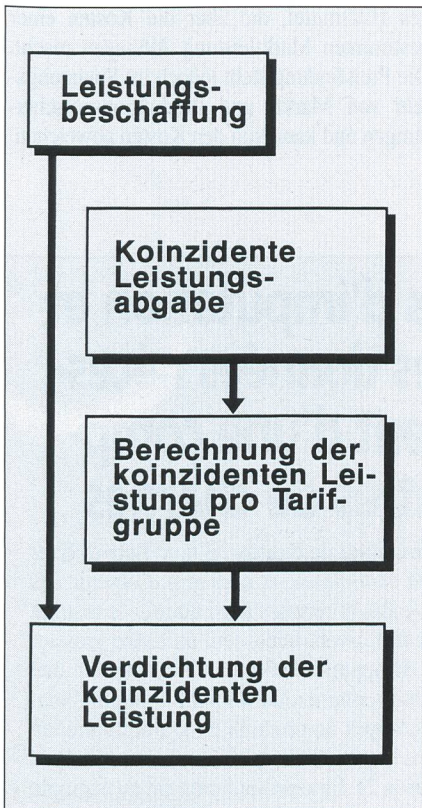 Leistungs-
beschaffung
Koinzidente
Leistungs-
abgabe
Berechnung der
koinzidenten Lei-
stung pro Tarif-
gruppe
Verdichtung der
koinzidenten
Leistung